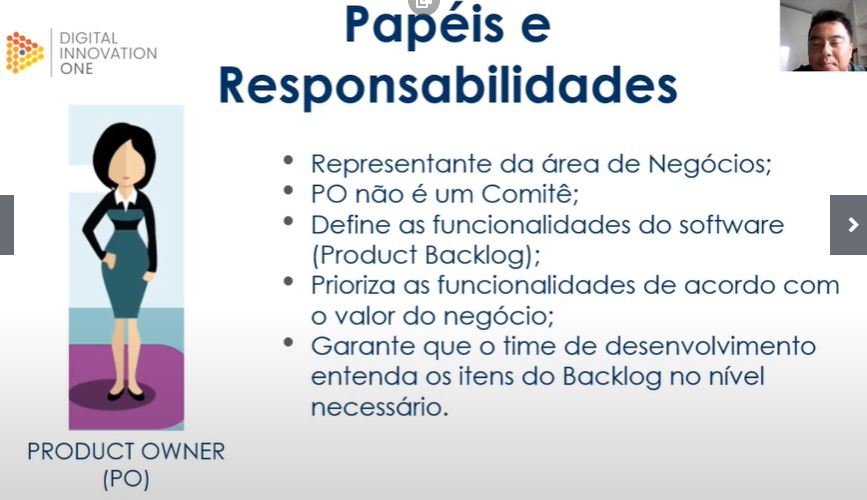 Papéis e
Responsabilidades
DIGITAL
INNOVATION
ONE
• Representante da área de Negócios;
• PO não é um Comitê;
• Define as funcionalidades do software
(Product Backlog);
• Prioriza as funcionalidades de acordo com
o valor do negócio;
• Garante que o time de desenvolvimento
entenda os itens do Backlog no nível
necessário.
PRODUCT OWNER
(PO)